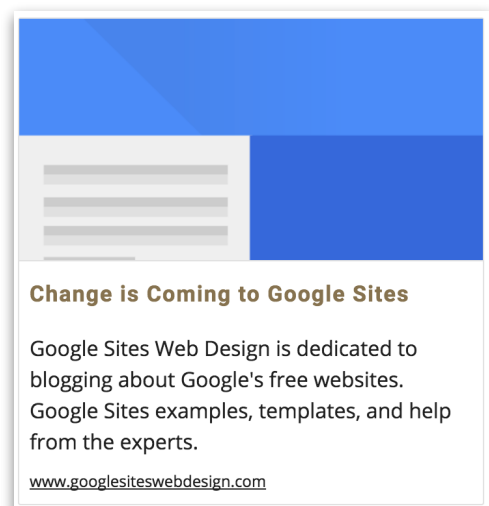 Change is Coming to Google Sites
Google Sites Web Design is dedicated to
blogging about Google's free websites.
Google Sites examples, templates, and help
from the experts.
www.googlesiteswebdesign.com